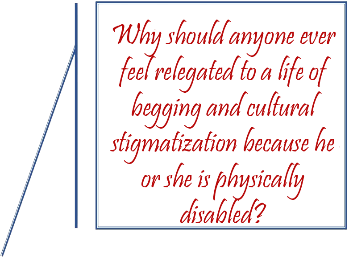 Why should anyone ever
feel relegated to a life of
begging and cultural
stigmatization because he
or she is physically
disabled?